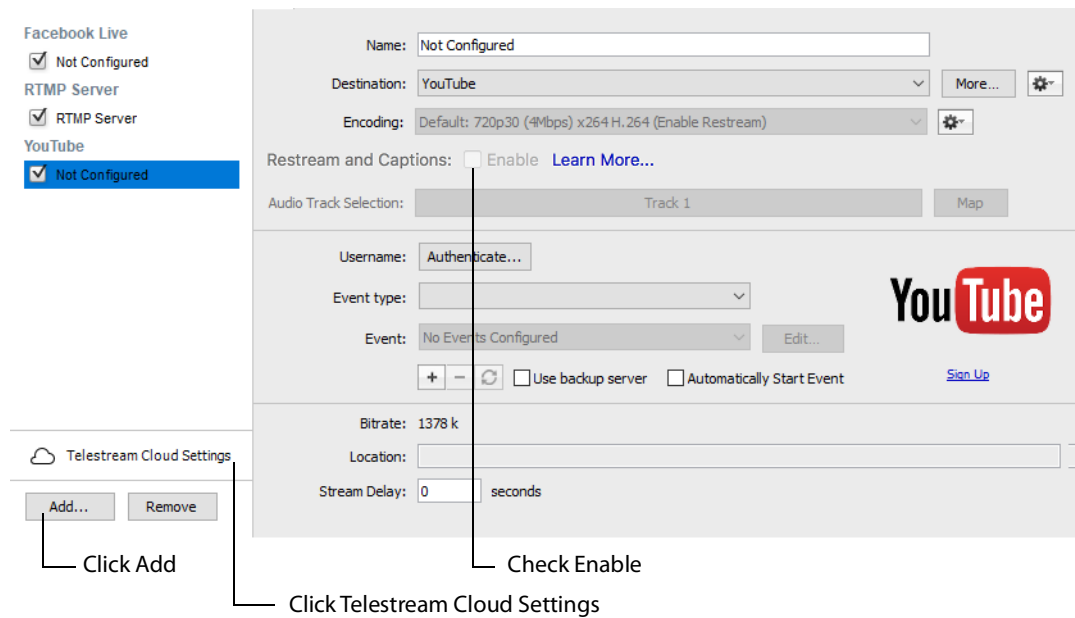 Facebook Live
Not Configured
RTMP Server
RTMP Server
YouTube
Not Configured
Name: Not Configured
Destination: YouTube More...
Encoding: Default: 720p30 (4Mbps) x264 H.264 (Enable Restream)
Restream and Captions: Enable Learn More...
Audio Track Selection: Track 1 Map
Username: Authenticate...
Event type:
Event: No Events Configured Edit...
+ - Use backup server Automatically Start Event
YouTube
Sign Up
Bitrate: 1378 k
Location:
Stream Delay: 0 seconds
Telestream Cloud Settings
Add... Remove
Click Add
Check Enable
Click Telestream Cloud Settings